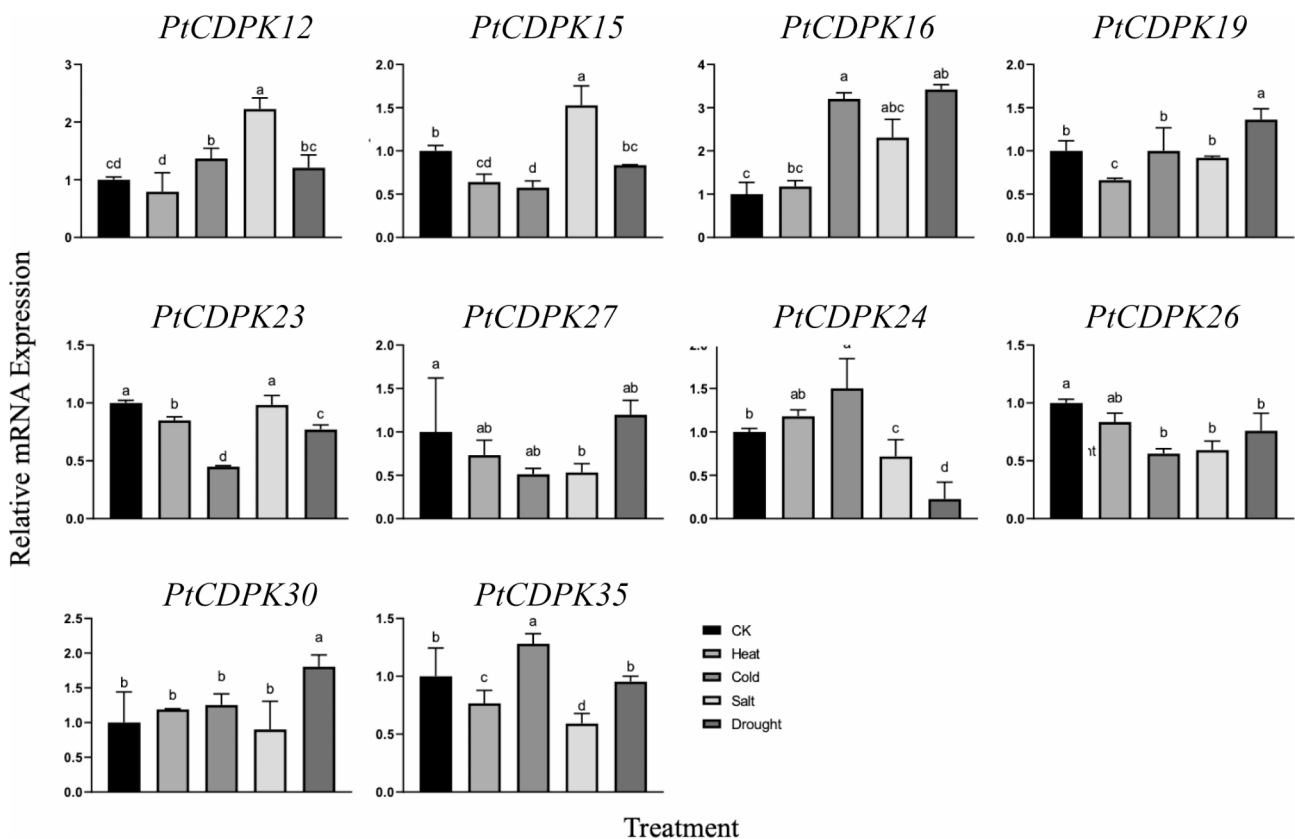 PtCDPK12 PtCDPK15 PtCDPK16 PtCDPK19
3 2 1 0
cd d b a bc
2.0 1.5 1.0 0.5 0.0
b cd d a bc
4 3 2 1 0
c bc a abc ab
2.0 1.5 1.0 0.5 0.0
b c b b a
Relative mRNA Expression
PtCDPK23 PtCDPK27 PtCDPK24 PtCDPK26
1.5 1.0 0.5 0.0
a b d a c
2.0 1.5 1.0 0.5 0.0
a ab ab b ab
1.5 1.0 0.5 0.0
b ab c d
1.5 1.0 0.5 0.0
a ab b b b
nt
PtCDPK30 PtCDPK35
2.5 2.0 1.5 1.0 0.5 0.0
b b b b a
1.5 1.0 0.5 0.0
b c a d b
CK
Heat
Cold
Salt
Drought
Treatment